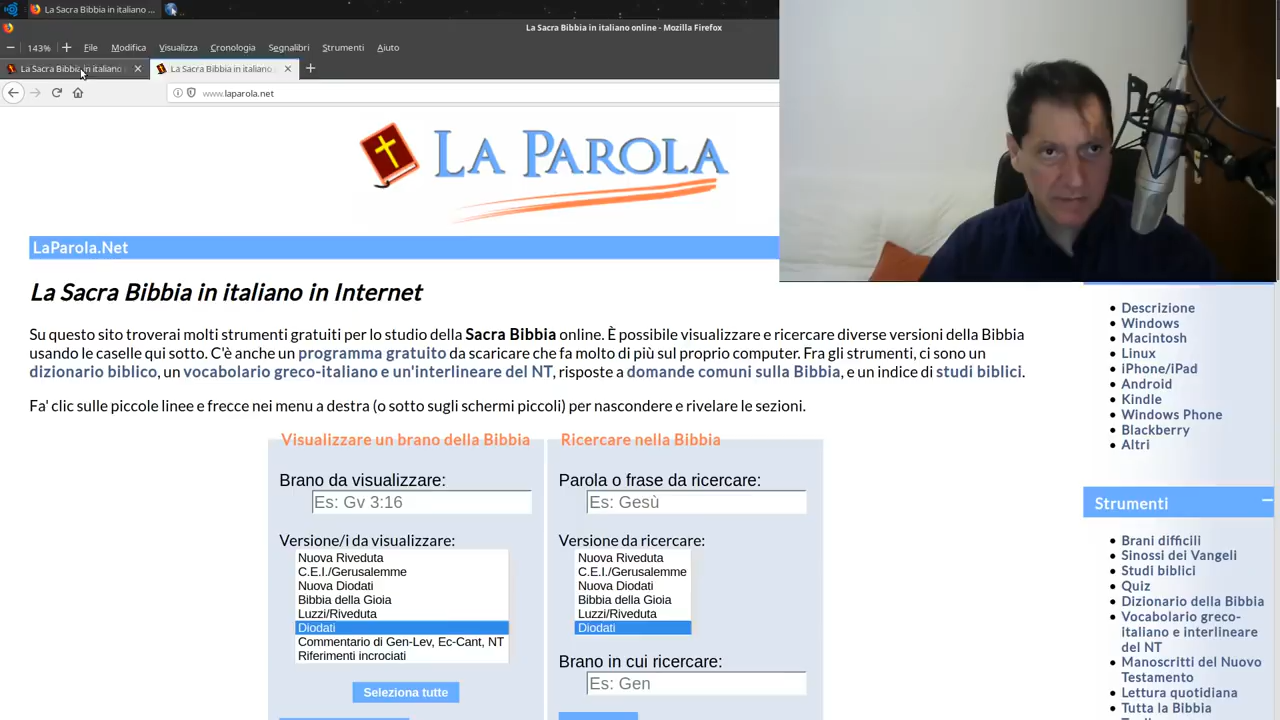 La Sacra Bibbia in italiano ...
La Sacra Bibbia in italiano online - Mozilla Firefox
143% File Modifica Visualizza Cronologia Segnalibri Strumenti Aiuto
La Sacra Bibbia in italiano
La Sacra Bibbia in italiano
www.laparola.net
LA PAROLA
LaParola.Net
La Sacra Bibbia in italiano in Internet
Su questo sito troverai molti strumenti gratuiti per lo studio della Sacra Bibbia online. È possibile visualizzare e ricercare diverse versioni della Bibbia
usando le caselle qui sotto. C'è anche un programma gratuito da scaricare che fa molto di più sul proprio computer. Fra gli strumenti, ci sono un
dizionario biblico, un vocabolario greco-italiano e un'interlineare del NT, risposte a domande comuni sulla Bibbia, e un indice di studi biblici.
Fa' clic sulle piccole linee e frecce nei menu a destra (o sotto sugli schermi piccoli) per nascondere e rivelare le sezioni.
Visualizzare un brano della Bibbia
Brano da visualizzare:
Es: Gv 3:16
Versione/i da visualizzare:
Nuova Riveduta
C.E.I./Gerusalemme
Nuova Diodati
Bibbia della Gioia
Luzzi/Riveduta
Diodati
Commentario di Gen-Lev, Ec-Cant, NT
Riferimenti incrociati
Seleziona tutte
Ricercare nella Bibbia
Parola o frase da ricercare:
Es: Gesù
Versione da ricercare:
Nuova Riveduta
C.E.I./Gerusalemme
Nuova Diodati
Bibbia della Gioia
Luzzi/Riveduta
Diodati
Brano in cui ricercare:
Es: Gen
Descrizione
Windows
Macintosh
Linux
iPhone/iPad
Android
Kindle
Windows Phone
Blackberry
Altri
Strumenti
Brani difficili
Sinossi dei Vangeli
Studi biblici
Quiz
Dizionario della Bibbia
Vocabolario greco-
italiano e interlineare
del NT
Manoscritti del Nuovo
Testamento
Lettura quotidiana
Tutta la Bibbia